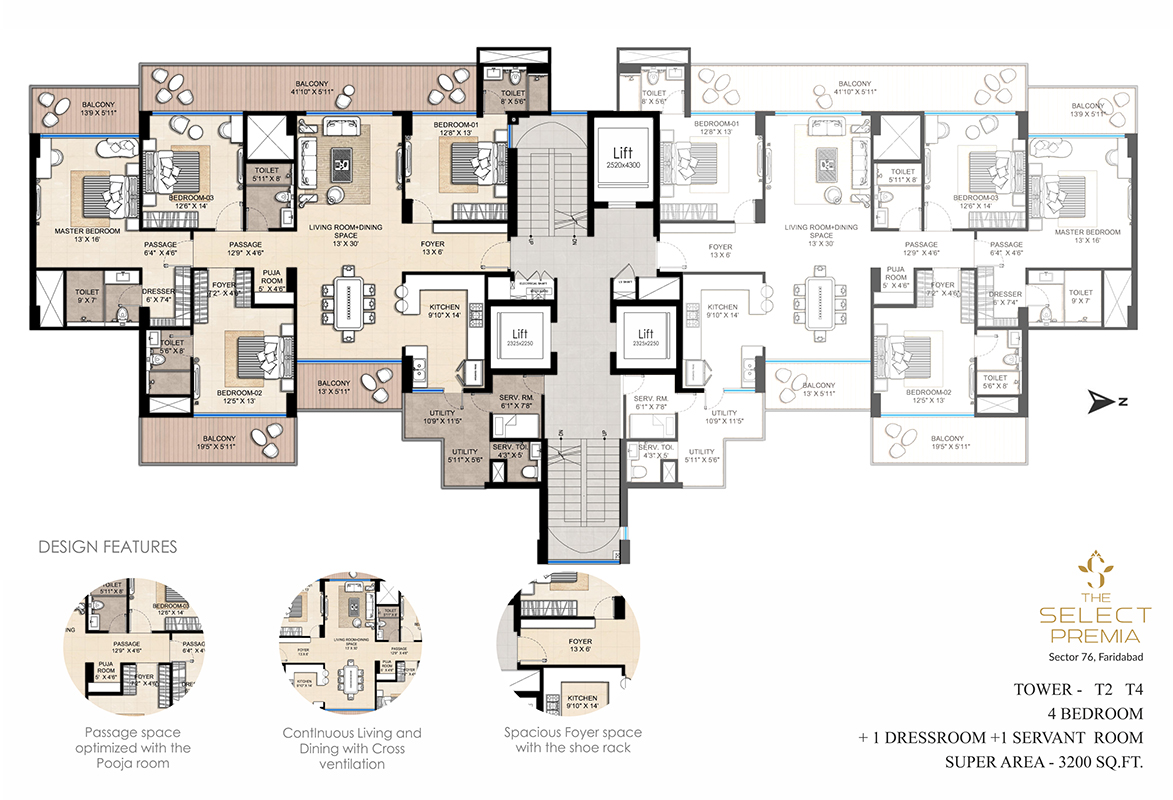 BALCONY
13'9 X 5'11"
BALCONY
41'10" X 5'11"
TOILET
8' X 5'6"
TOILET
8' X 5'6"
BALCONY
41'10" X 5'11"
BALCONY
13'9 X 5'11"
BEDROOM-01
12'8 X 13'
Lift
2520x4300
BEDROOM-01
12'8" X 13'
TOILET
5'11" X 8'
TOILET
5'11" X 8'
BEDROOM-03
12'6" X 14'
BEDROOM-03
12'6" X 14'
MASTER BEDROOM
13' X 16'
LIVING ROOM+DINING
SPACE
13' X 30'
LIVING ROOM+DINING
SPACE
13' X 30'
MASTER BEDROOM
13' X 16'
PASSAGE
6'4" X 4'6"
PASSAGE
12'9" X 4'6"
FOYER
13 X 6'
UP
DN
FOYER
13 X 6'
PASSAGE
12'9" X 4'6"
PASSAGE
6'4" X 4'6"
PUJA
ROOM
5' X 4'6"
PUJA
ROOM
5' X 4'6"
TOILET
9' X 7'
DRESSER
6' X 7'4"
FOYER
7'2" X 4'6"
ELECTRICAL SHAFT
FOYER
7'2" X 4'6"
DRESSER
6' X 7'4"
TOILET
9' X 7'
KITCHEN
9'10" X 14'
Lift
2325x2250
Lift
2325x2250
KITCHEN
9'10" X 14'
TOILET
5'6" X 8'
TOILET
5'6" X 8'
BEDROOM-02
12'5" X 13'
BALCONY
13' X 5'11"
SERV. RM.
6'1" X 7'8"
SERV. RM.
6'1" X 7'8"
BALCONY
13' X 5'11"
BEDROOM-02
12'5" X 13'
UTILITY
10'9" X 11'5"
UTILITY
10'9" X 11'5"
N
BALCONY
19'5" X 5'11"
UTILITY
5'11" X 5'6"
SERV. TOI.
4'3" X 5'
DN
UP
SERV. TOI.
4'3" X 5'
UTILITY
5'11" X 5'6"
BALCONY
19'5" X 5'11"
DESIGN FEATURES
TOILET
5'11" X 8'
BEDROOM-03
12'6" X 14'
PASSAGE
12'9" X 4'6"
PUJA
ROOM
5' X 4'6"
FOYER
7'2" X 4'6"
LIVING ROOM+DINING
SPACE
FOYER
PASSAGE
KITCHEN
FOYER
13 X 6'
KITCHEN
9'10" X 14'
Passage space
optimized with the
Pooja room
Continuous Living and
Dining with Cross
ventilation
Spacious Foyer space
with the shoe rack
THE
SELECT
PREMIA
Sector 76, Faridabad
TOWER - T2 T4
4 BEDROOM
+ 1 DRESSROOM +1 SERVANT ROOM
SUPER AREA - 3200 SQ.FT.